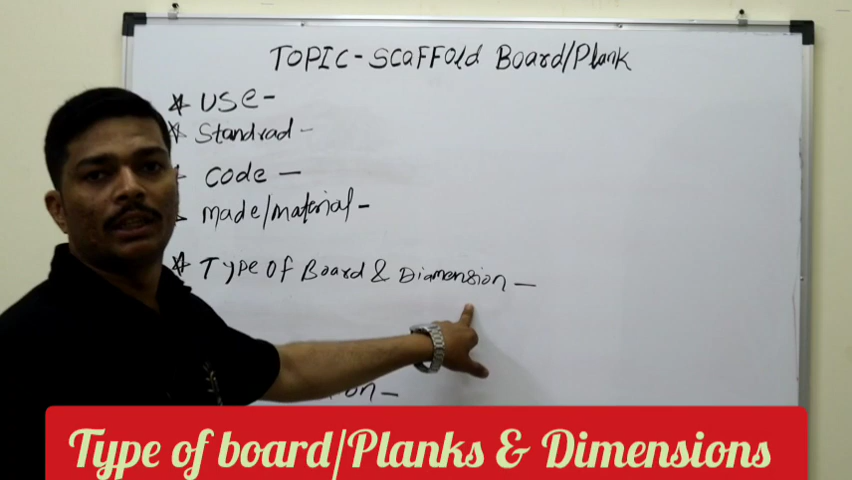 TOPIC-SCaFFOld Board/Plank
USe-
Standrad-
Code-
Made/Material-
Type Of Board & Diamension-
Type of board/Planks & Dimensions